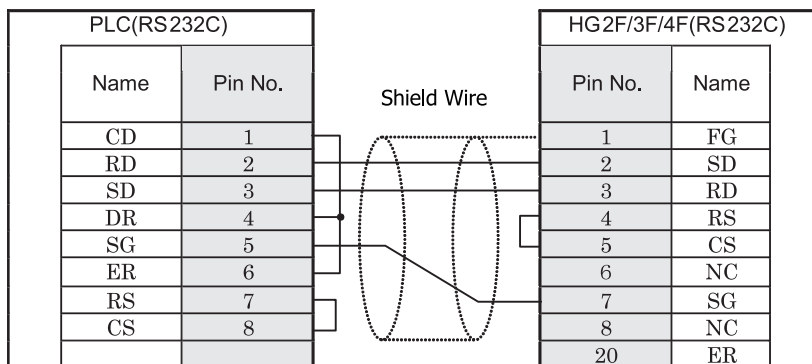 PLC(RS232C) HG2F/3F/4F(RS232C)
Name Pin No. Shield Wire Pin No. Name
CD 1 1 FG
RD 2 2 SD
SD 3 3 RD
DR 4 4 RS
SG 5 5 CS
ER 6 6 NC
RS 7 7 SG
CS 8 8 NC
20 ER